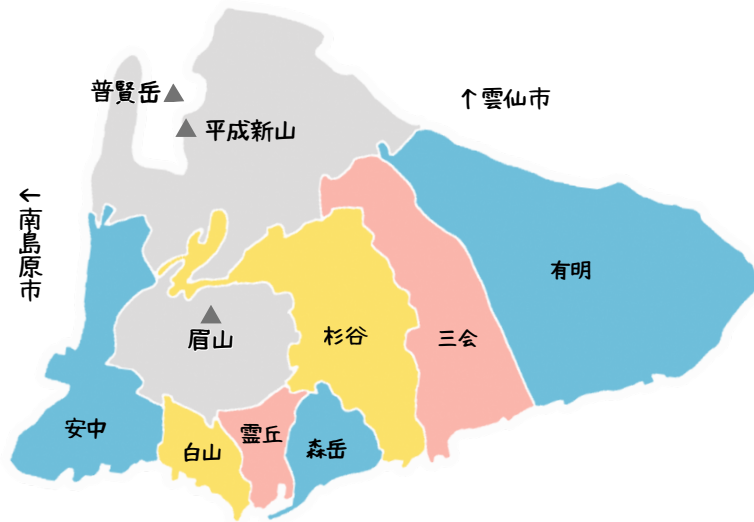 普賢岳
↑雲仙市
平成新山
←南島原市
有明
眉山
杉谷
三会
安中
白山
霊丘
森岳